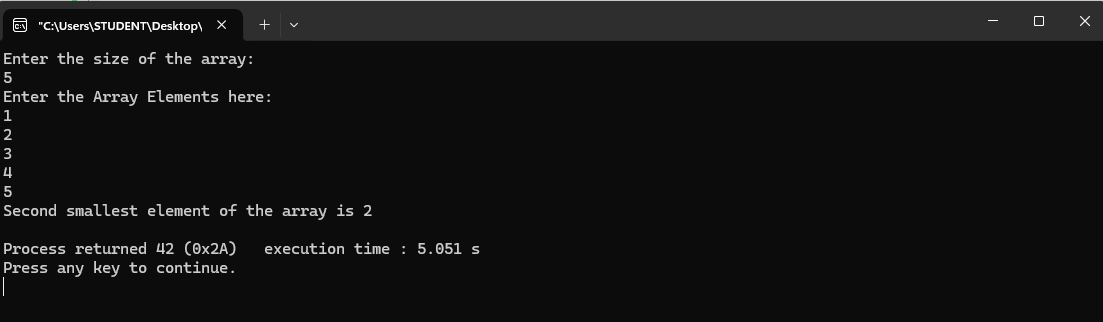 "C:\Users\STUDENT\Desktop\
Enter the size of the array:
5
Enter the Array Elements here:
1
2
3
4
5
Second smallest element of the array is 2
Process returned 42 (0x2A)   execution time : 5.051 s
Press any key to continue.